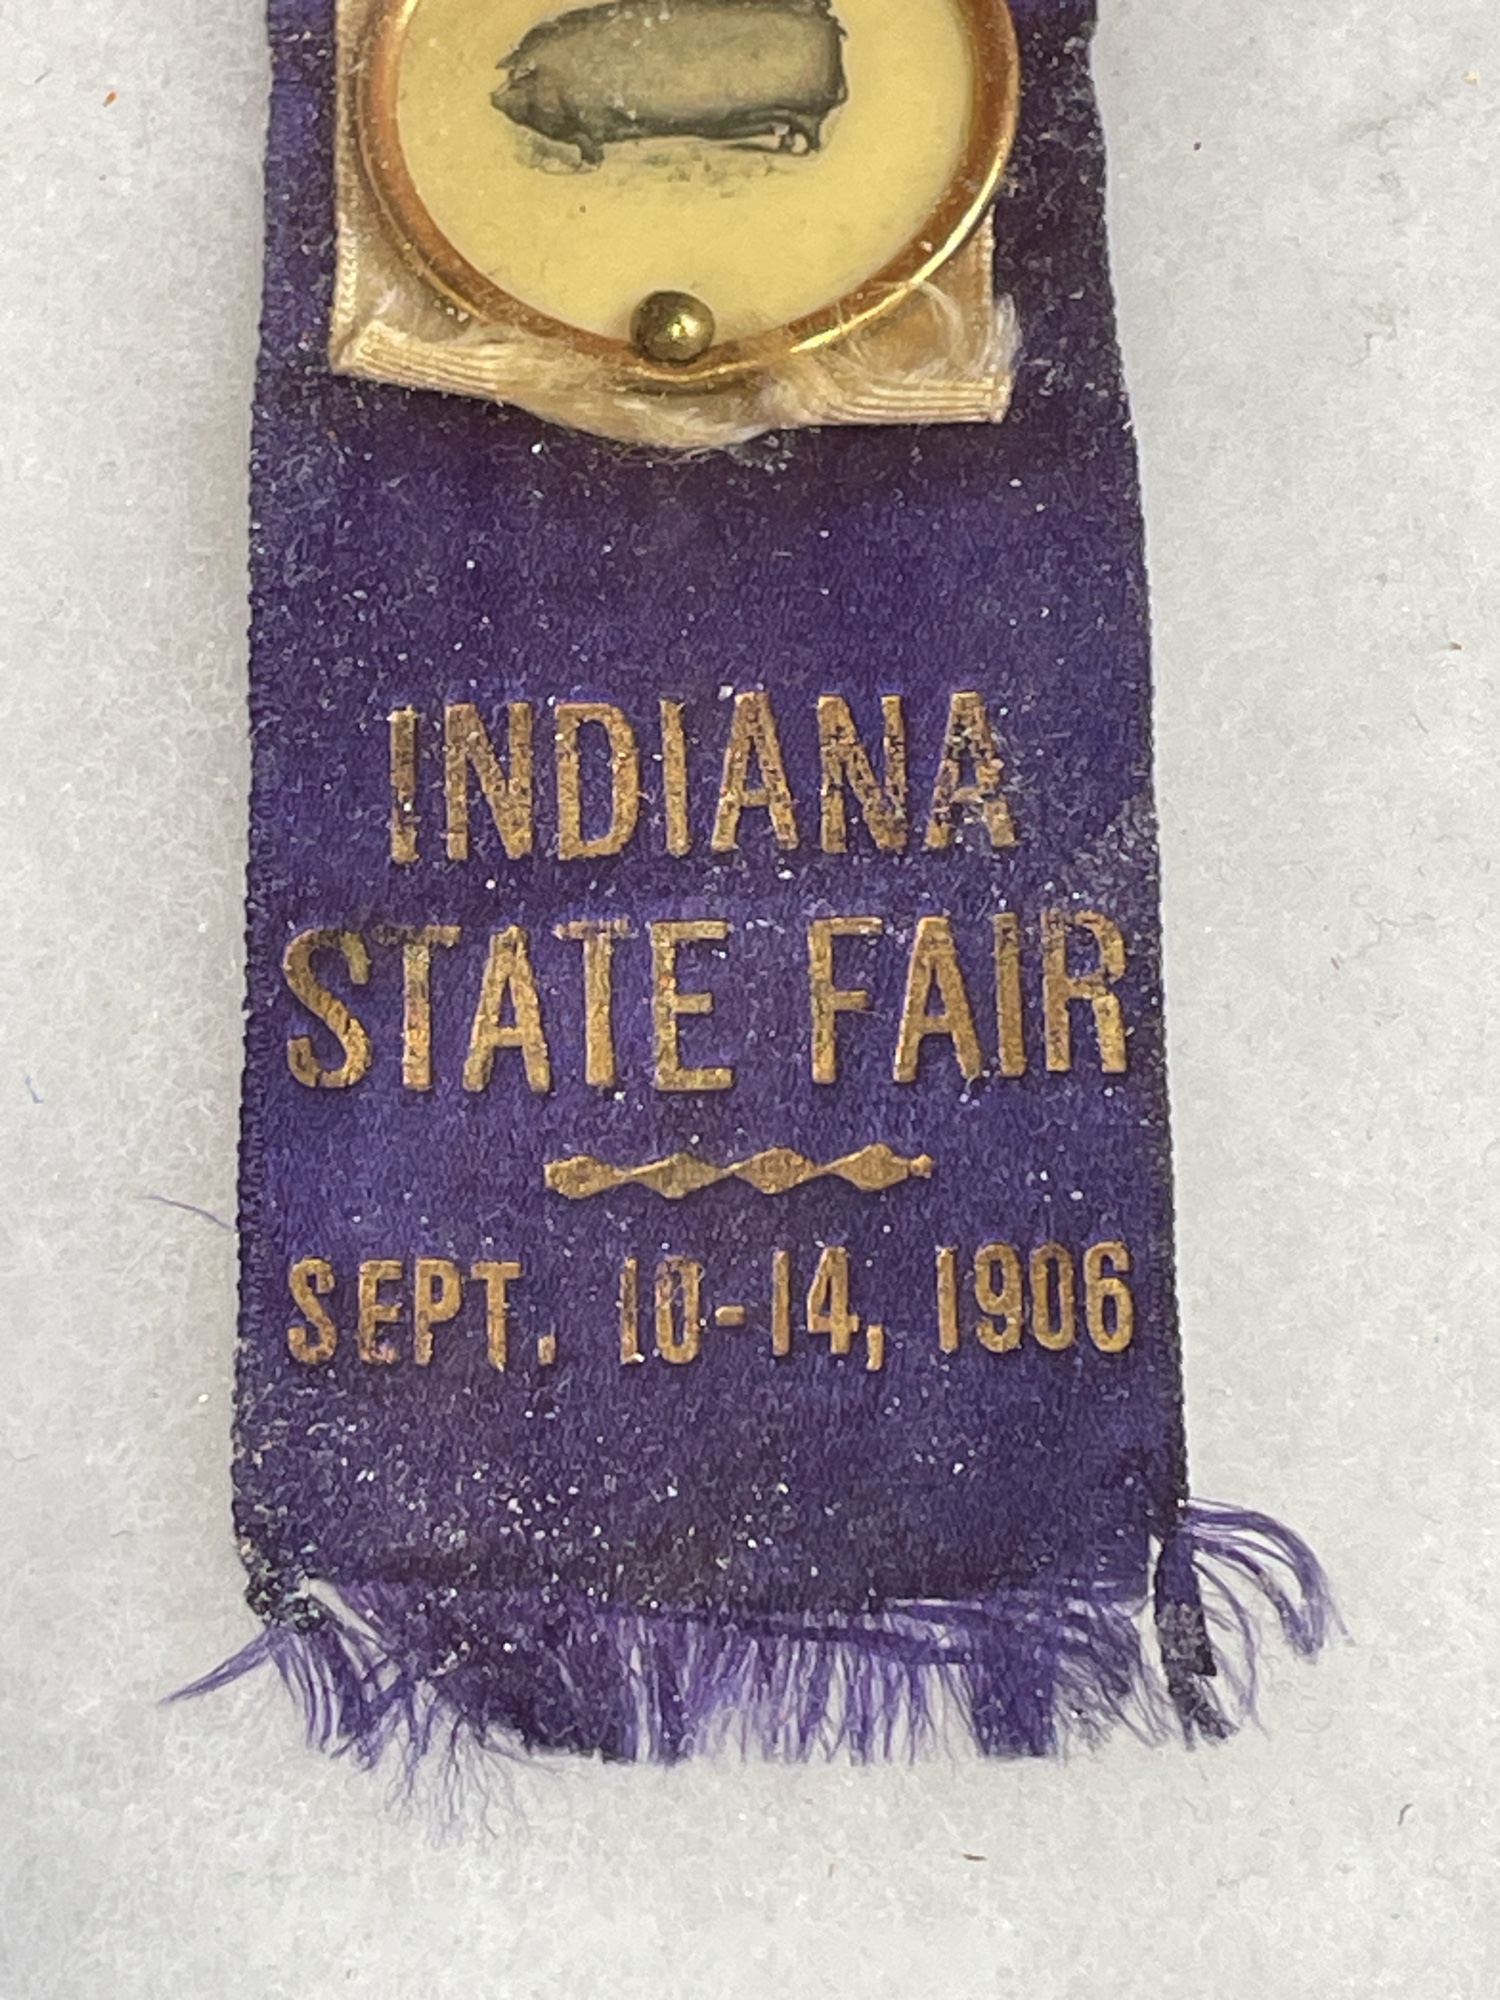 INDIANA
STATE FAIR
SEPT. 10-14, 1906